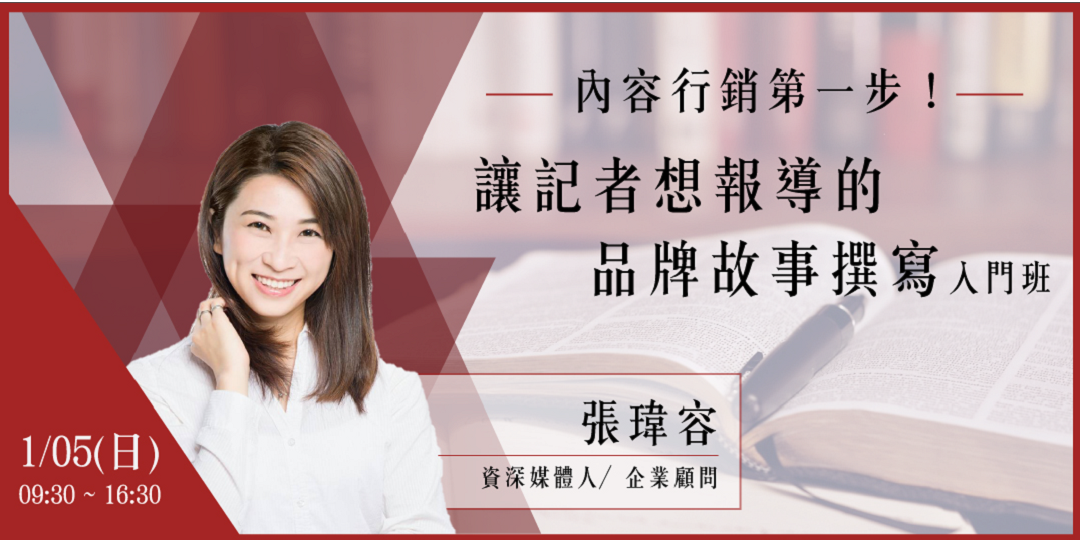 內容行銷第一步！
讓記者想報導的
品牌故事撰寫入門班
張瑋容
資深媒體人/ 企業顧問
1/05(日)
09:30 ~ 16:30